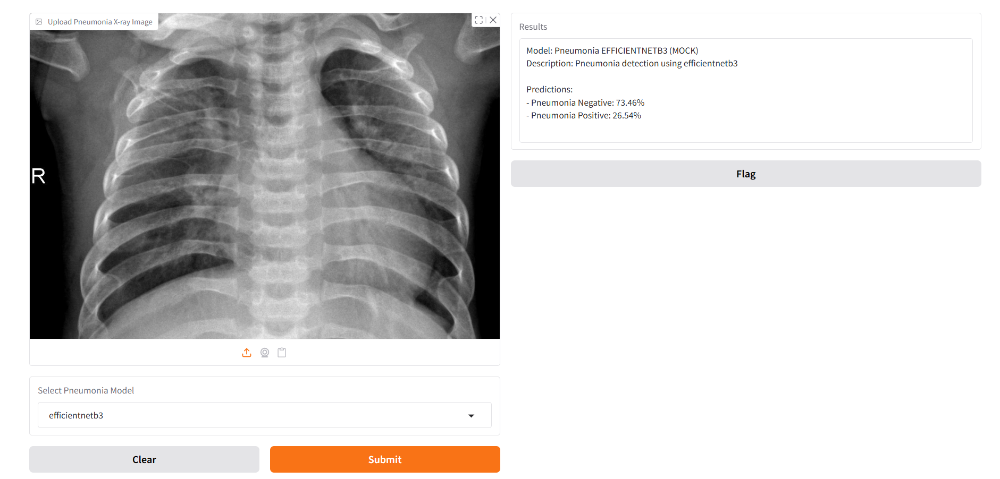 Upload Pneumonia X-ray Image
R
Select Pneumonia Model
efficientnetb3
Clear
Submit
Results
Model: Pneumonia EFFICIENTNETB3 (MOCK)
Description: Pneumonia detection using efficientnetb3
Predictions:
- Pneumonia Negative: 73.46%
- Pneumonia Positive: 26.54%
Flag